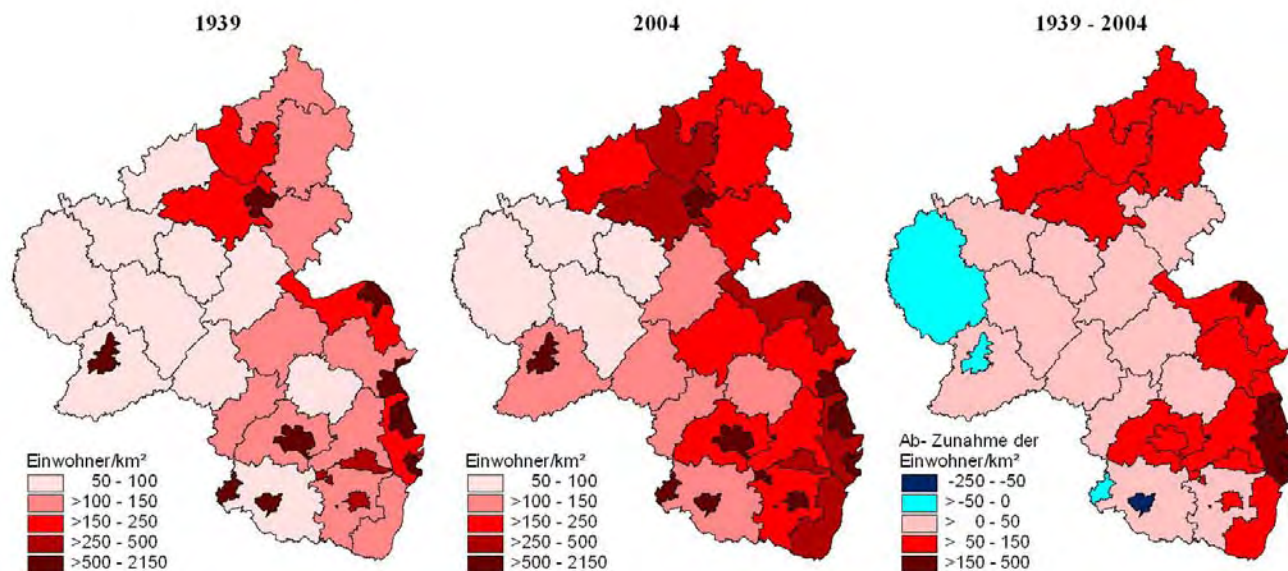 1939
2004
1939 - 2004
Einwohner/km²
50 - 100
>100 - 150
>150 - 250
>250 - 500
>500 - 2150
Einwohner/km²
50 - 100
>100 - 150
>150 - 250
>250 - 500
>500 - 2150
Ab- Zunahme der
Einwohner/km²
-250 - -50
>-50 - 0
> 0 - 50
> 50 - 150
>150 - 500